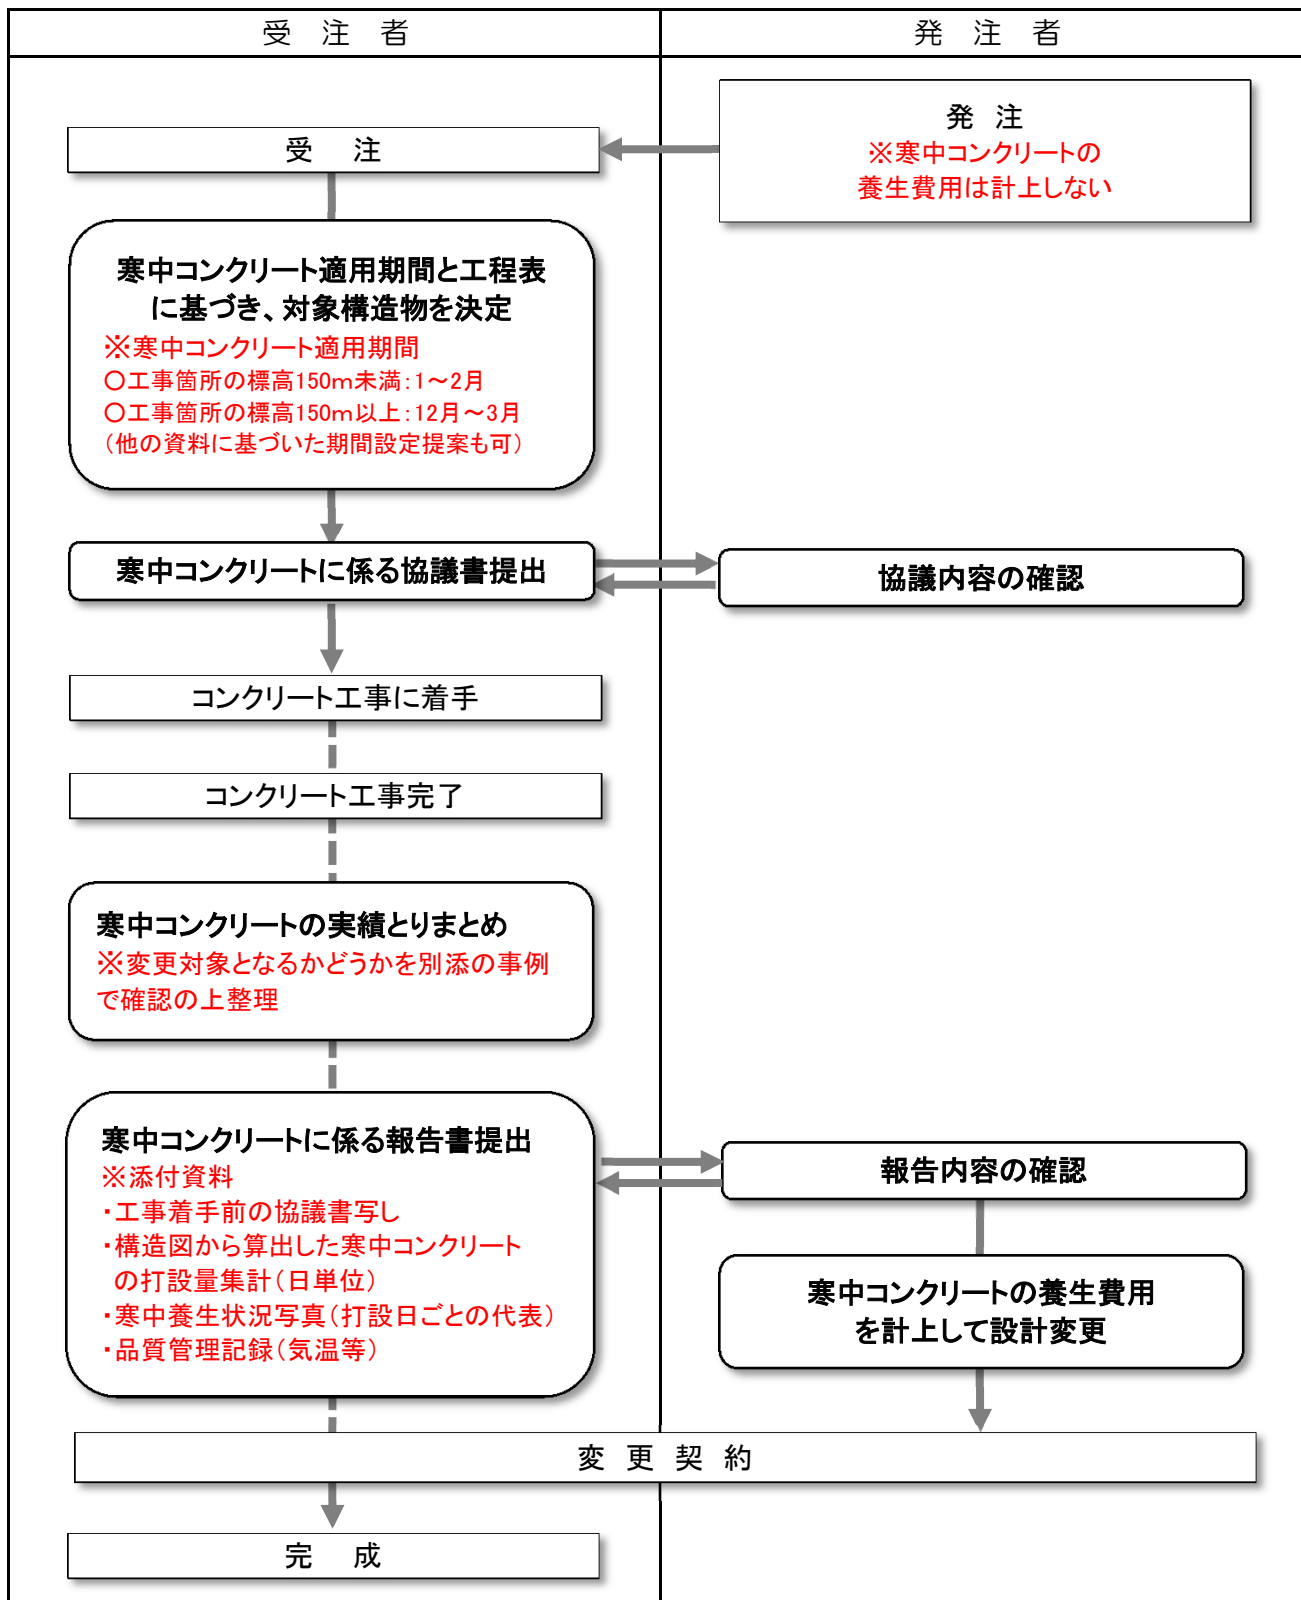 受　注　者
発　注　者
発　注
※寒中コンクリートの
養生費用は計上しない
受　注
寒中コンクリート適用期間と工程表
に基づき、対象構造物を決定
※寒中コンクリート適用期間
〇工事箇所の標高150m未満：1～2月
〇工事箇所の標高150m以上：12月～3月
（他の資料に基づいた期間設定提案も可）
寒中コンクリートに係る協議書提出
協議内容の確認
コンクリート工事に着手
コンクリート工事完了
寒中コンクリートの実績とりまとめ
※変更対象となるかどうかを別添の事例
で確認の上整理
寒中コンクリートに係る報告書提出
※添付資料
・工事着手前の協議書写し
・構造図から算出した寒中コンクリート
の打設量集計（日単位）
・寒中養生状況写真（打設日ごとの代表）
・品質管理記録（気温等）
報告内容の確認
寒中コンクリートの養生費用
を計上して設計変更
変　更　契　約
完　成